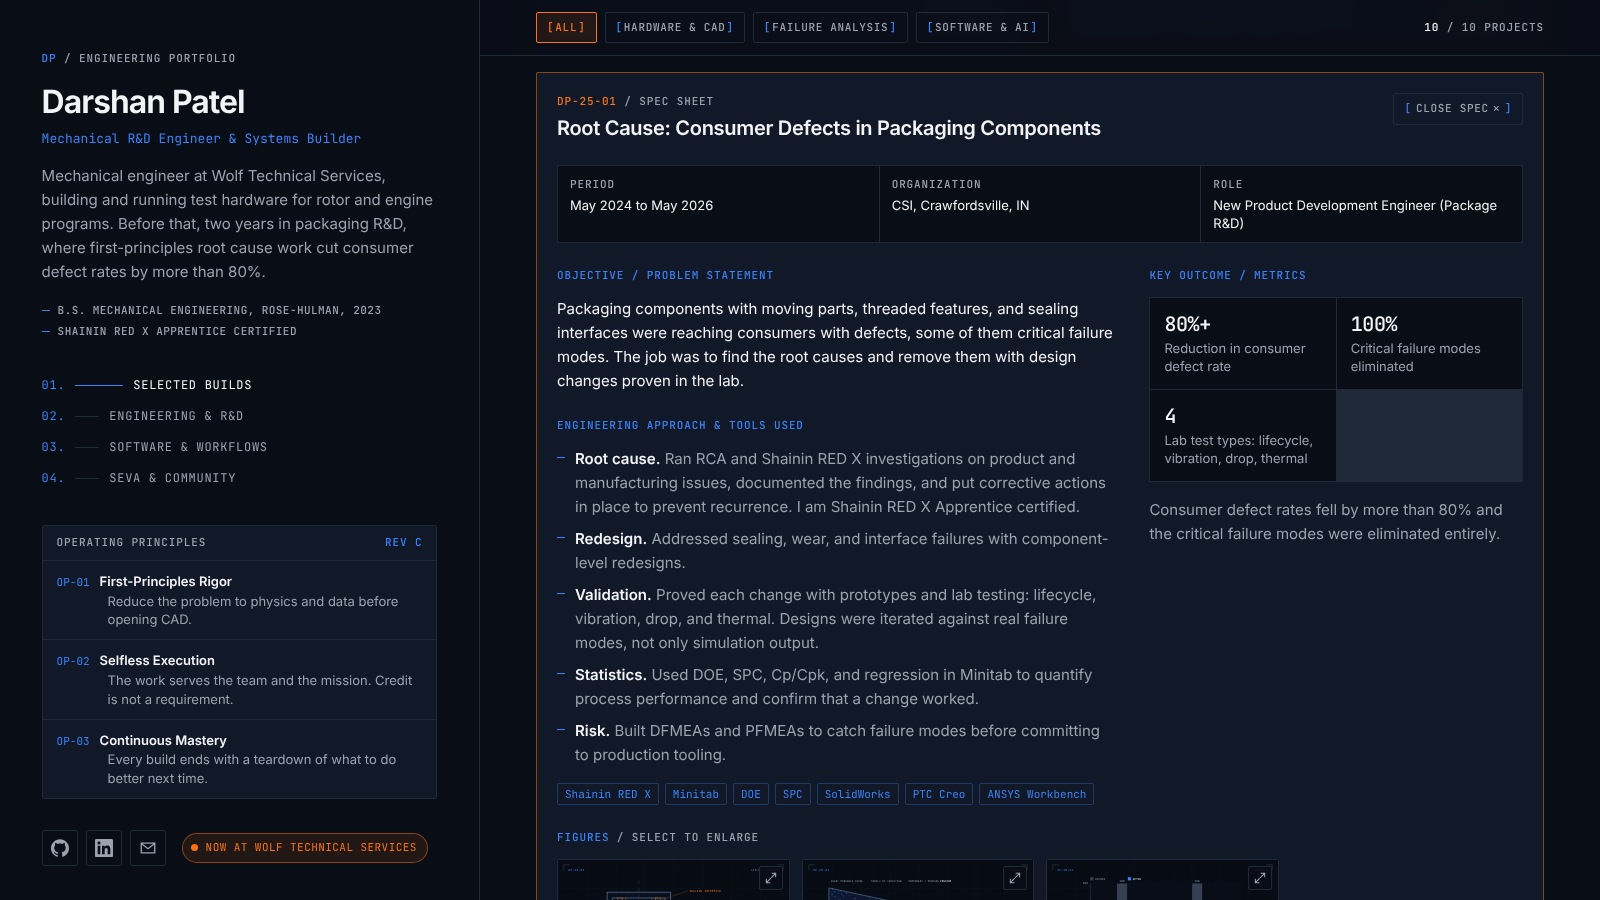 DP / ENGINEERING PORTFOLIO
Darshan Patel
Mechanical R&D Engineer & Systems Builder
Mechanical engineer at Wolf Technical Services,
building and running test hardware for rotor and engine
programs. Before that, two years in packaging R&D,
where first-principles root cause work cut consumer
defect rates by more than 80%.
— B.S. MECHANICAL ENGINEERING, ROSE-HULMAN, 2023
— SHAININ RED X APPRENTICE CERTIFIED
01. SELECTED BUILDS
02. ENGINEERING & R&D
03. SOFTWARE & WORKFLOWS
04. SEVA & COMMUNITY
OPERATING PRINCIPLES REV C
OP-01 First-Principles Rigor
Reduce the problem to physics and data before
opening CAD.
OP-02 Selfless Execution
The work serves the team and the mission. Credit
is not a requirement.
OP-03 Continuous Mastery
Every build ends with a teardown of what to do
better next time.
NOW AT WOLF TECHNICAL SERVICES
[ALL] [HARDWARE & CAD] [FAILURE ANALYSIS] [SOFTWARE & AI] 10 / 10 PROJECTS
DP-25-01 / SPEC SHEET
[ CLOSE SPEC × ]
Root Cause: Consumer Defects in Packaging Components
PERIOD
May 2024 to May 2026
ORGANIZATION
CSI, Crawfordsville, IN
ROLE
New Product Development Engineer (Package
R&D)
OBJECTIVE / PROBLEM STATEMENT
Packaging components with moving parts, threaded features, and sealing
interfaces were reaching consumers with defects, some of them critical failure
modes. The job was to find the root causes and remove them with design
changes proven in the lab.
ENGINEERING APPROACH & TOOLS USED
— Root cause. Ran RCA and Shainin RED X investigations on product and
manufacturing issues, documented the findings, and put corrective actions
in place to prevent recurrence. I am Shainin RED X Apprentice certified.
— Redesign. Addressed sealing, wear, and interface failures with component-
level redesigns.
— Validation. Proved each change with prototypes and lab testing: lifecycle,
vibration, drop, and thermal. Designs were iterated against real failure
modes, not only simulation output.
— Statistics. Used DOE, SPC, Cp/Cpk, and regression in Minitab to quantify
process performance and confirm that a change worked.
— Risk. Built DFMEAs and PFMEAs to catch failure modes before committing
to production tooling.
Shainin RED X Minitab DOE SPC SolidWorks PTC Creo ANSYS Workbench
KEY OUTCOME / METRICS
80%+
Reduction in consumer
defect rate
100%
Critical failure modes
eliminated
4
Lab test types: lifecycle,
vibration, drop, thermal
Consumer defect rates fell by more than 80% and
the critical failure modes were eliminated entirely.
FIGURES / SELECT TO ENLARGE